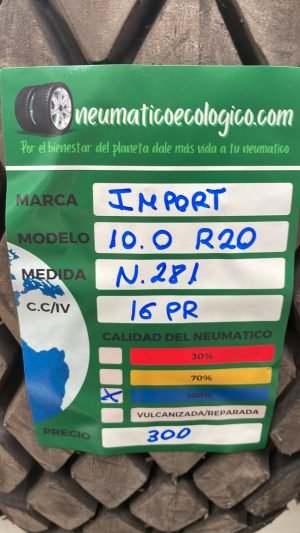 neumaticoecologico.com
Por el bienestar del planeta dale más vida a tu neumatico
MARCA IMPORT
MODELO 10.0 R20
MEDIDA N.281
C.C/IV 16 PR
CALIDAD DEL NEUMATICO
30%
70%
X 100%
VULCANIZADA/REPARADA
PRECIO 300